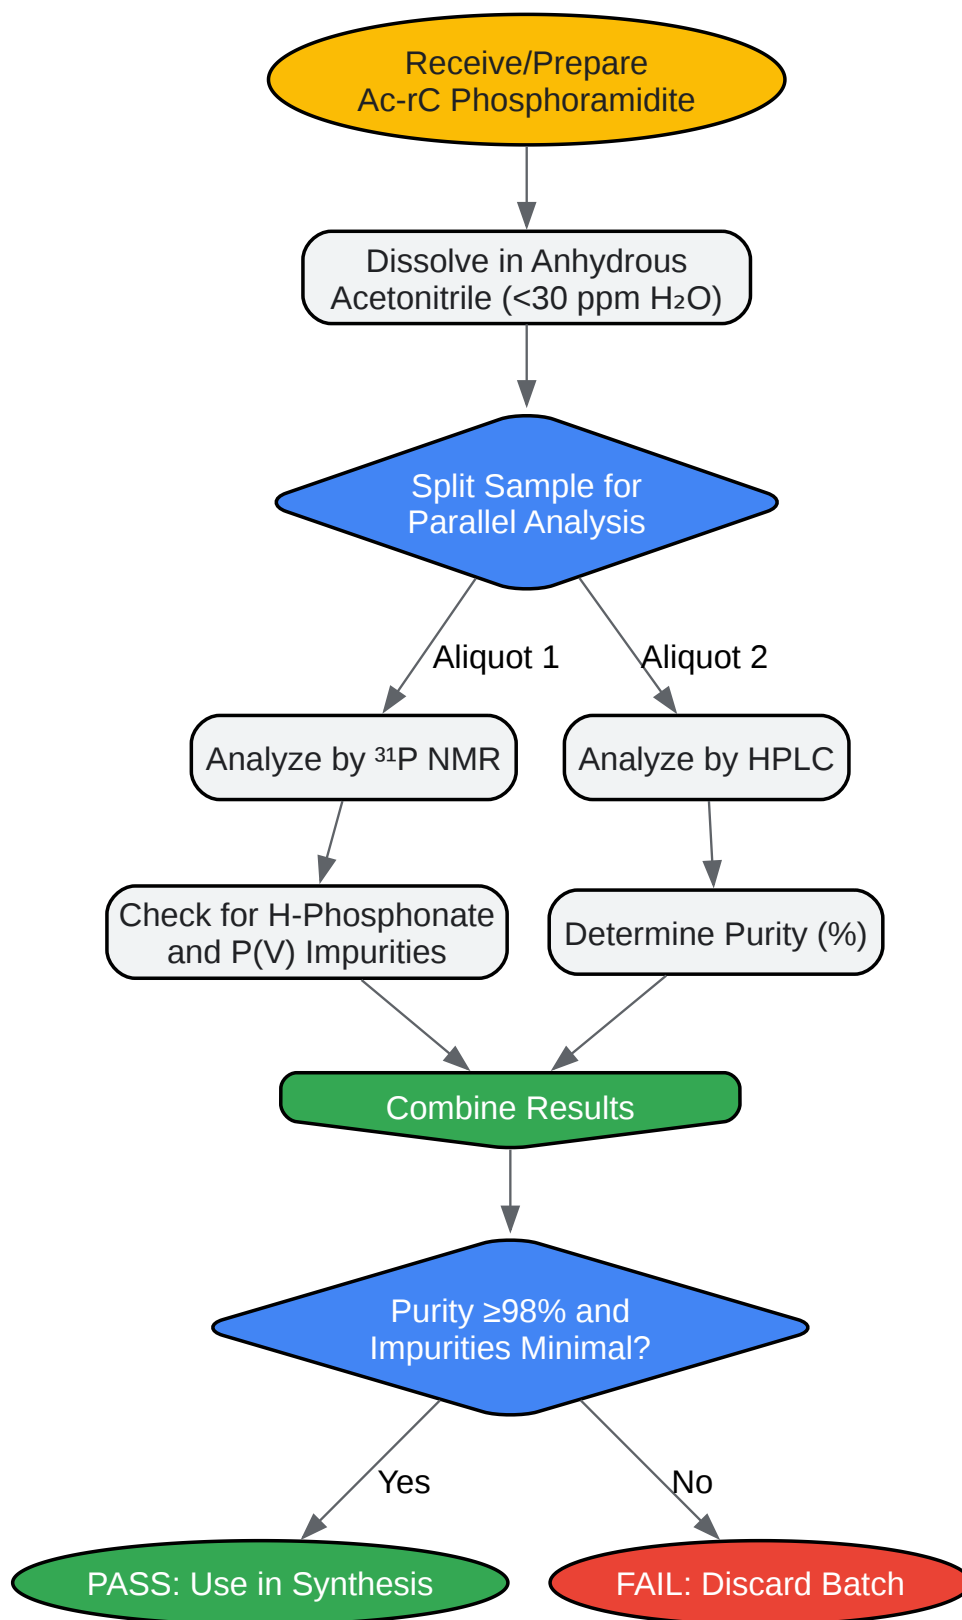 Receive/Prepare
Ac-rC Phosphoramidite
Dissolve in Anhydrous
Acetonitrile (<30 ppm H₂O)
Split Sample for
Parallel Analysis
Aliquot 1
Aliquot 2
Analyze by ³¹P NMR
Analyze by HPLC
Check for H-Phosphonate
and P(V) Impurities
Determine Purity (%)
Combine Results
Purity ≥98% and
Impurities Minimal?
Yes
No
PASS: Use in Synthesis
FAIL: Discard Batch